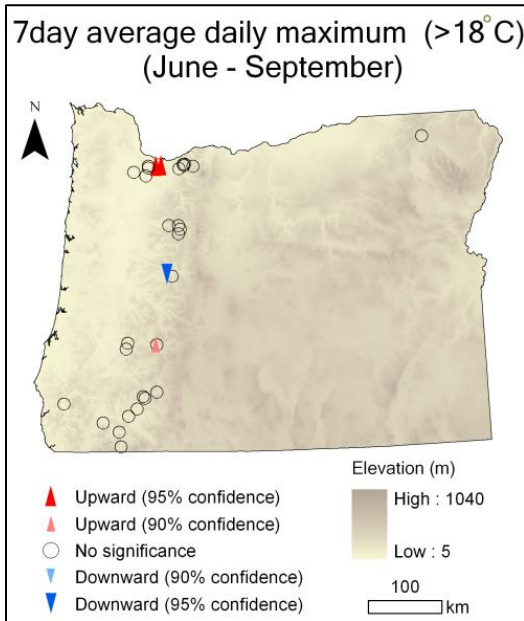 7day average daily maximum (>18°C)
(June - September)
N
Upward (95% confidence)
Upward (90% confidence)
No significance
Downward (90% confidence)
Downward (95% confidence)
Elevation (m)
High : 1040
Low : 5
100
km